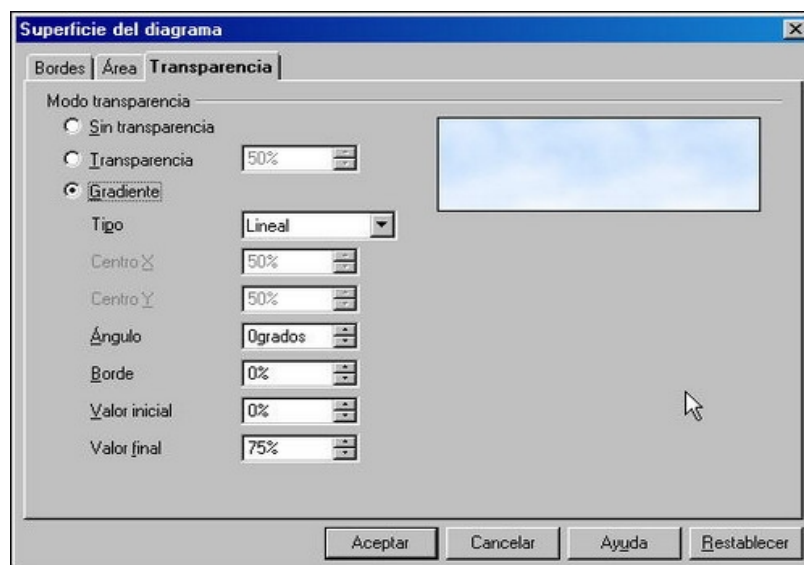 Superficie del diagrama
Bordes Área Transparencia
Modo transparencia
Sin transparencia
Transparencia 50%
Gradiente
Tipo Lineal
Centro X 50%
Centro Y 50%
Ángulo 0grados
Borde 0%
Valor inicial 0%
Valor final 75%
Aceptar Cancelar Ayuda Restablecer